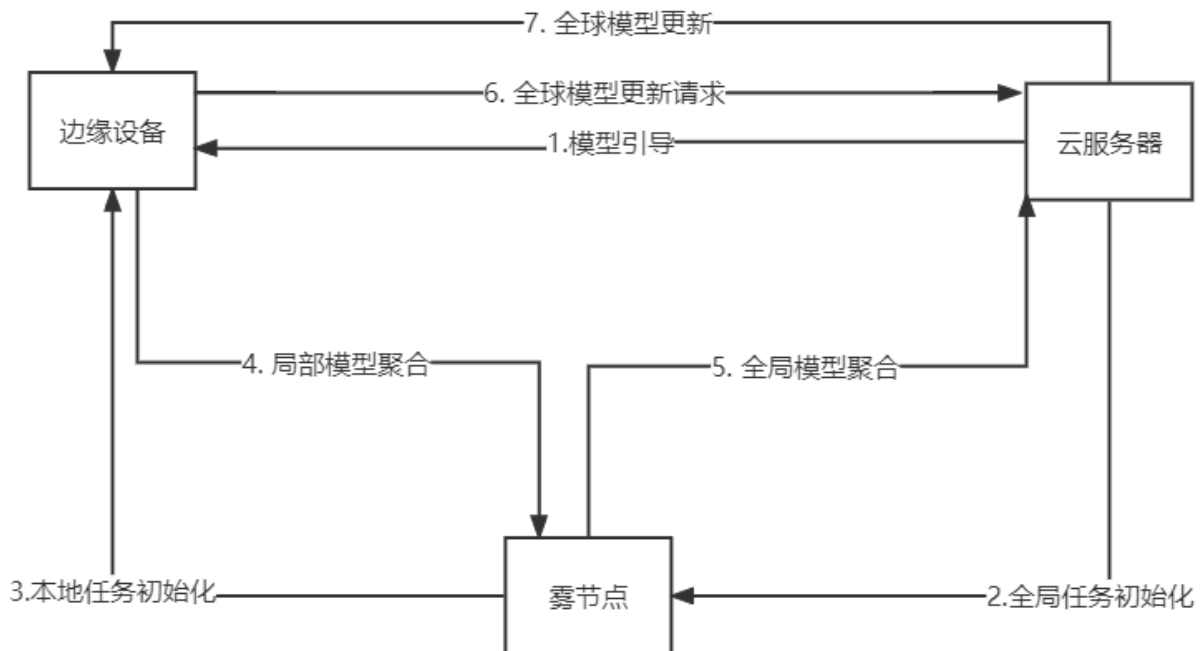 7. 全球模型更新
6. 全球模型更新请求
边缘设备
1.模型引导
云服务器
4. 局部模型聚合
5. 全局模型聚合
3.本地任务初始化
雾节点
2.全局任务初始化